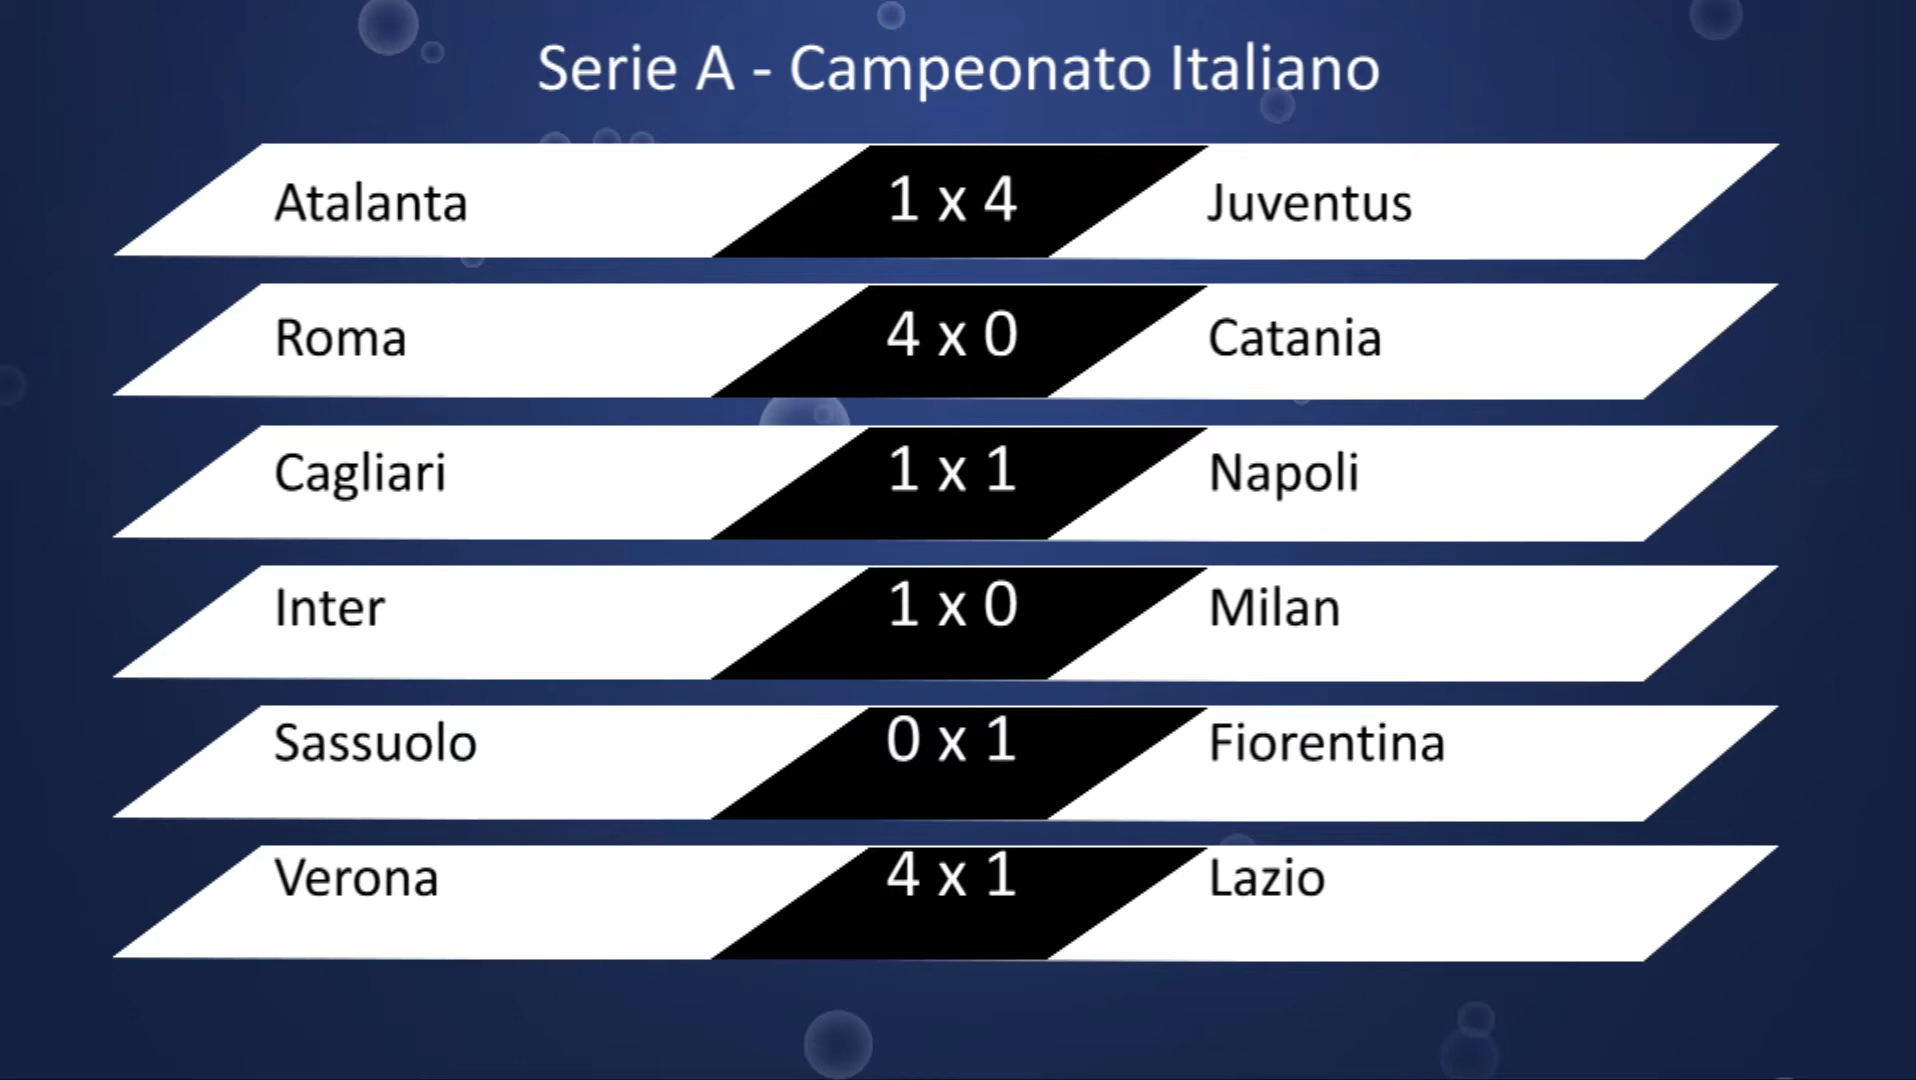 Serie A - Campeonato Italiano
Atalanta 1 x 4 Juventus
Roma 4 x 0 Catania
Cagliari 1 x 1 Napoli
Inter 1 x 0 Milan
Sassuolo 0 x 1 Fiorentina
Verona 4 x 1 Lazio